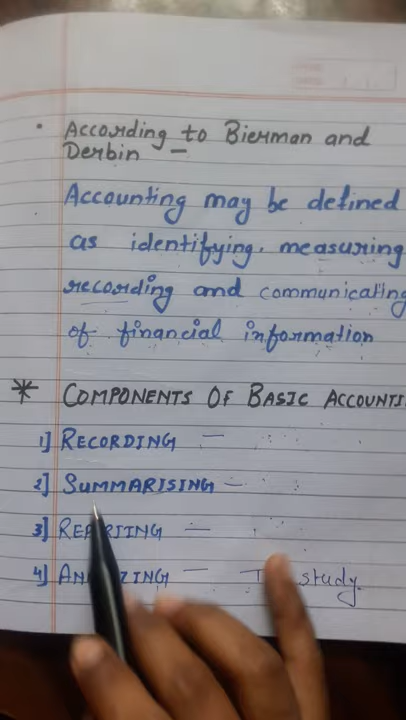 • According to Bierman and
Derbin —
Accounting may be defined
as identifying, measuring
recording and communicating
of financial information
* COMPONENTS OF BASIC
1] RECORDING —
2] SUMMARISING —
3] —
4] — study.